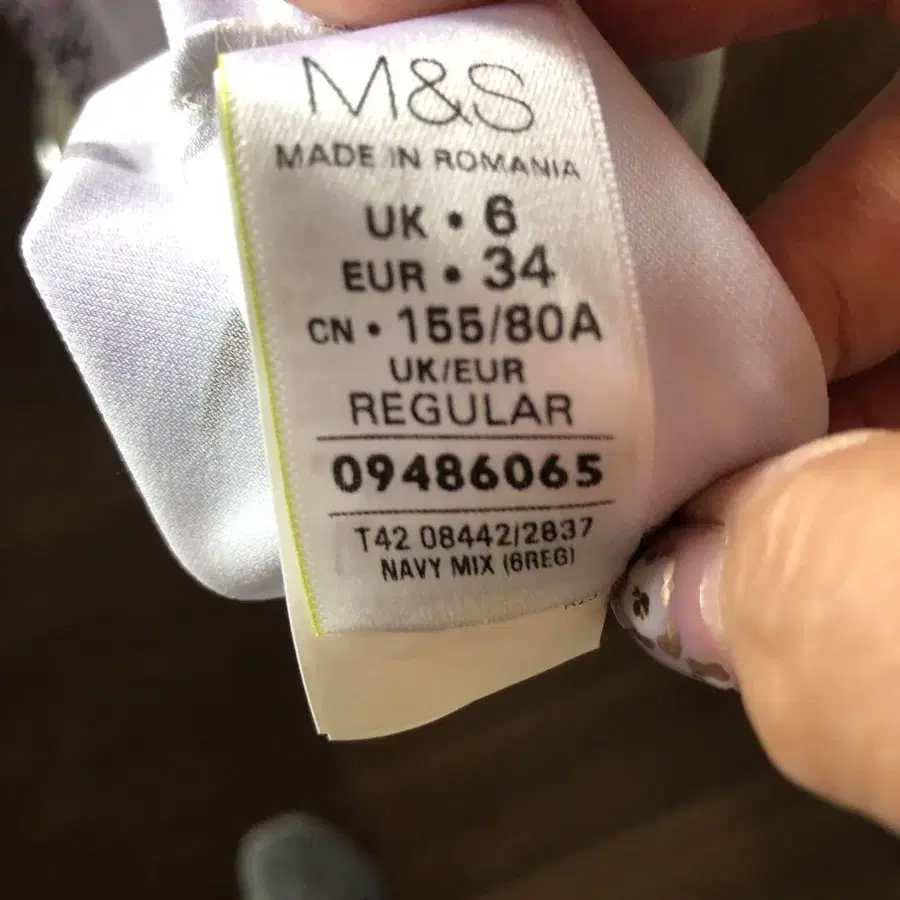 M&S
MADE IN ROMANIA
UK • 6
EUR • 34
CN • 155/80A
UK/EUR
REGULAR
09486065
T42 08442/2837
NAVY MIX (6REG)